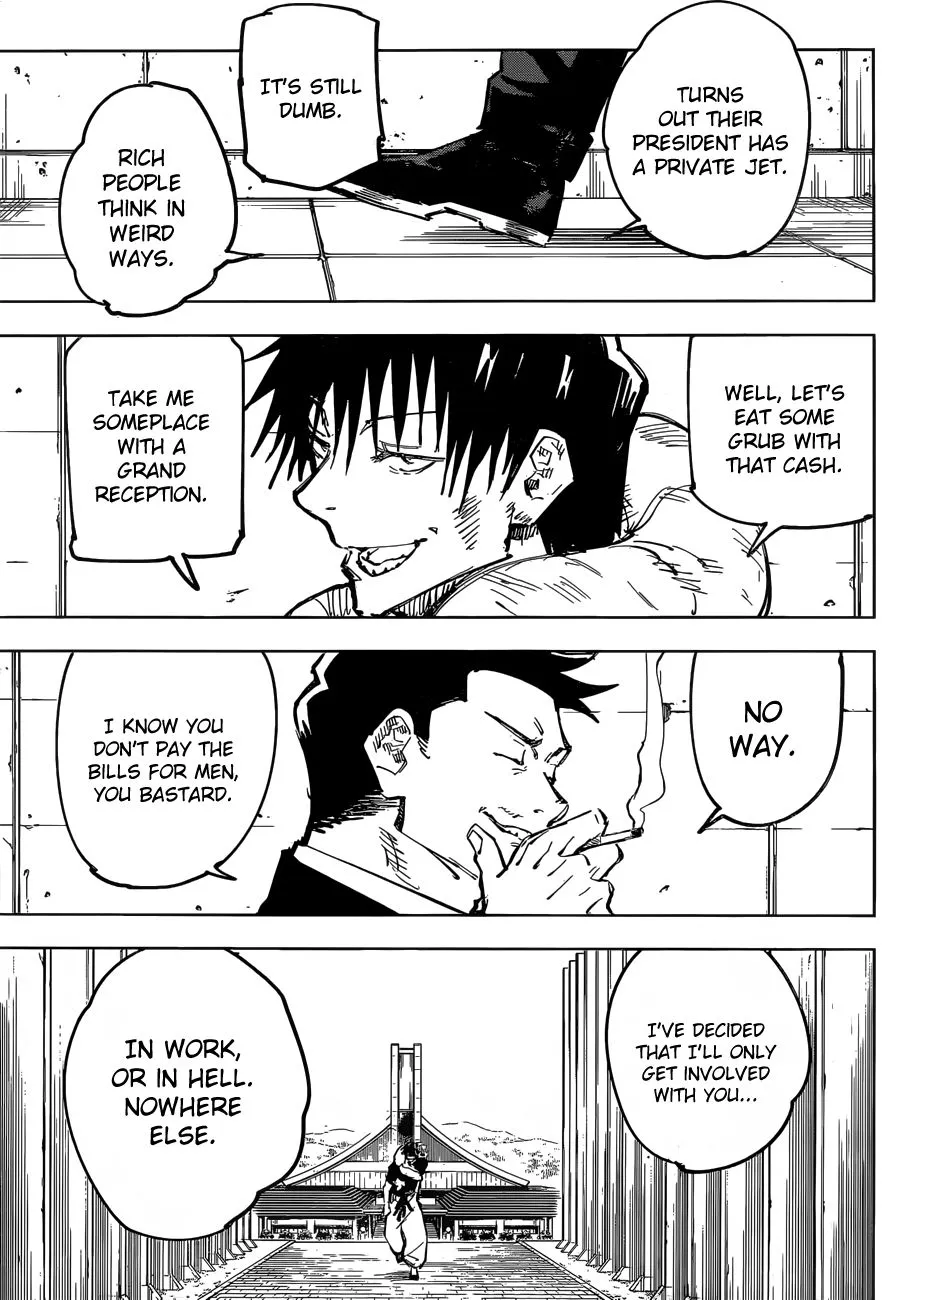 TURNS
OUT THEIR
PRESIDENT HAS
A PRIVATE JET.
IT'S STILL
DUMB.
RICH
PEOPLE
THINK IN
WEIRD
WAYS.
WELL, LET'S
EAT SOME
GRUB WITH
THAT CASH.
TAKE ME
SOMEPLACE
WITH A
GRAND
RECEPTION.
NO
WAY.
I KNOW YOU
DON'T PAY THE
BILLS FOR MEN,
YOU BASTARD.
I'VE DECIDED
THAT I'LL ONLY
GET INVOLVED
WITH YOU...
IN WORK,
OR IN HELL.
NOWHERE
ELSE.